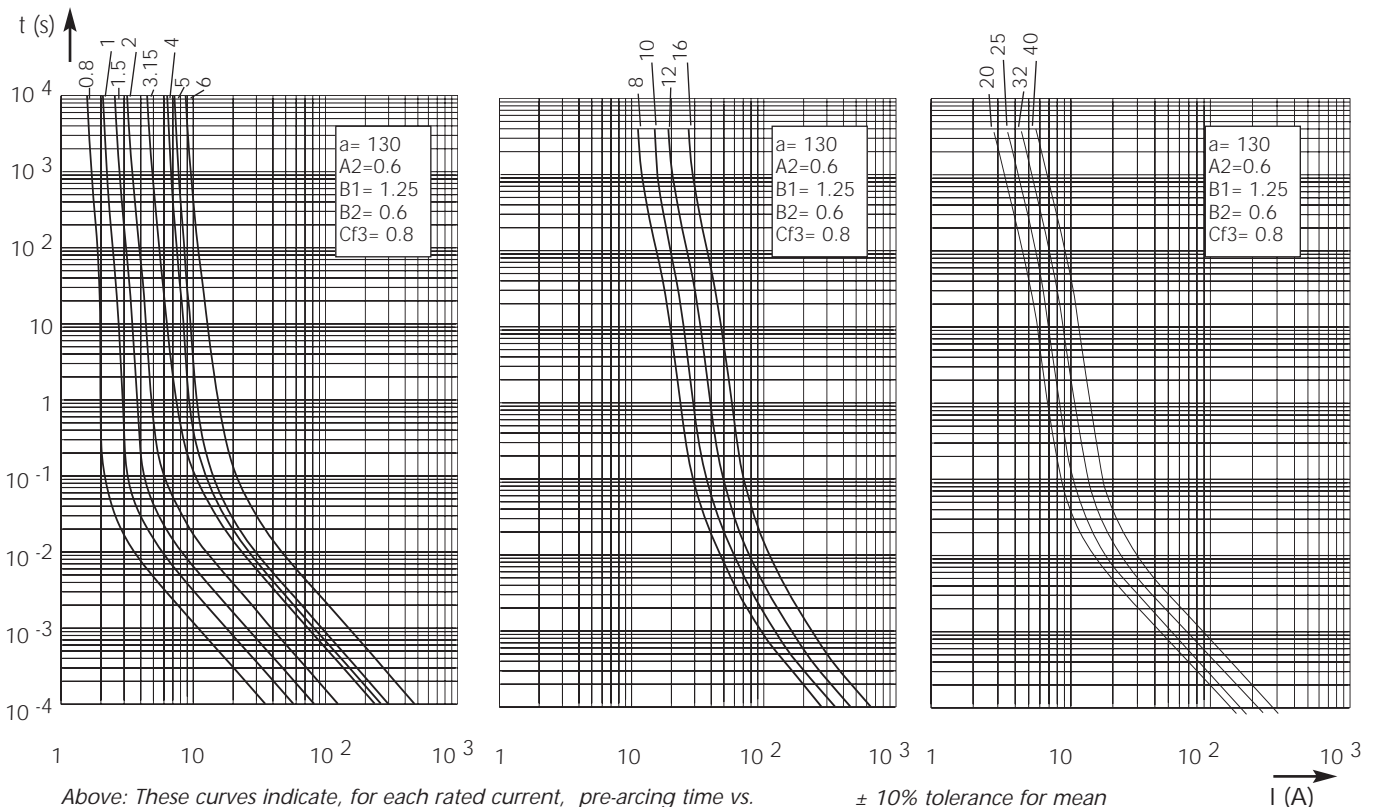 t (s)
0.8 1 1.5 2 3.15 4 5 6
8 10 12 16
20 25 32 40
10 4
10 3
10 2
10
1
10 -1
10 -2
10 -3
10 -4
a= 130
A2=0.6
B1= 1.25
B2= 0.6
Cf3= 0.8
a= 130
A2=0.6
B1= 1.25
B2= 0.6
Cf3= 0.8
a= 130
A2=0.6
B1= 1.25
B2= 0.6
Cf3= 0.8
1 10 10 2 10 3
1 10 10 2 10 3
1 10 10 2 10 3
I (A)
Above: These curves indicate, for each rated current, pre-arcing time vs.
± 10% tolerance for mean